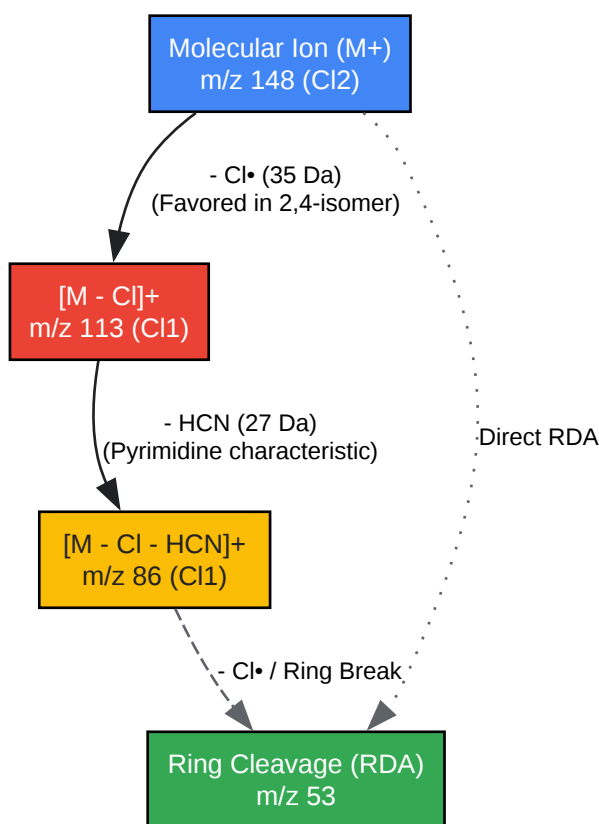 Molecular Ion (M+)
m/z 148 (Cl2)
- Cl• (35 Da)
(Favored in 2,4-isomer)
[M - Cl]+
m/z 113 (Cl1)
- HCN (27 Da)
(Pyrimidine characteristic)
Direct RDA
[M - Cl - HCN]+
m/z 86 (Cl1)
- Cl• / Ring Break
Ring Cleavage (RDA)
m/z 53